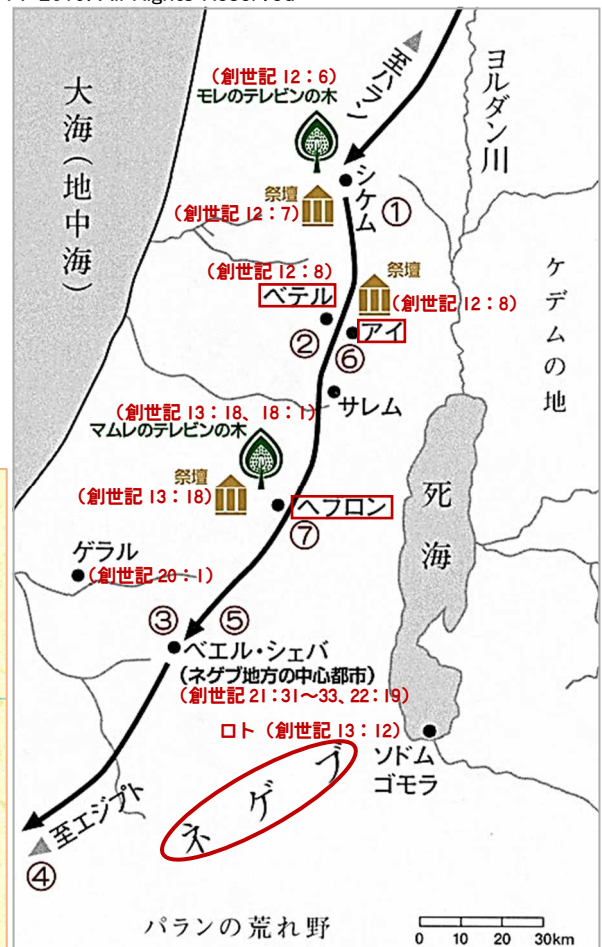 2010. All Rights Reserved
至ハラン
ヨルダン川
大海(地中海)
(創世記 12:6)
モレのテレビンの木
シケム
①
祭壇
(創世記 12:7)
(創世記 12:8)
ベテル
②
祭壇
(創世記 12:8)
アイ
⑥
ケデムの地
サレム
(創世記 13:18、18:1)
マムレのテレビンの木
祭壇
(創世記 13:18)
ヘブロン
⑦
死海
ゲラル
(創世記 20:1)
③
⑤
ベエル・シェバ
(ネゲブ地方の中心都市)
(創世記 21:31~33、22:19)
ロト(創世記 13:12)
ソドム
ゴモラ
ネゲブ
至エジプト
④
パランの荒れ野
0 10 20 30km